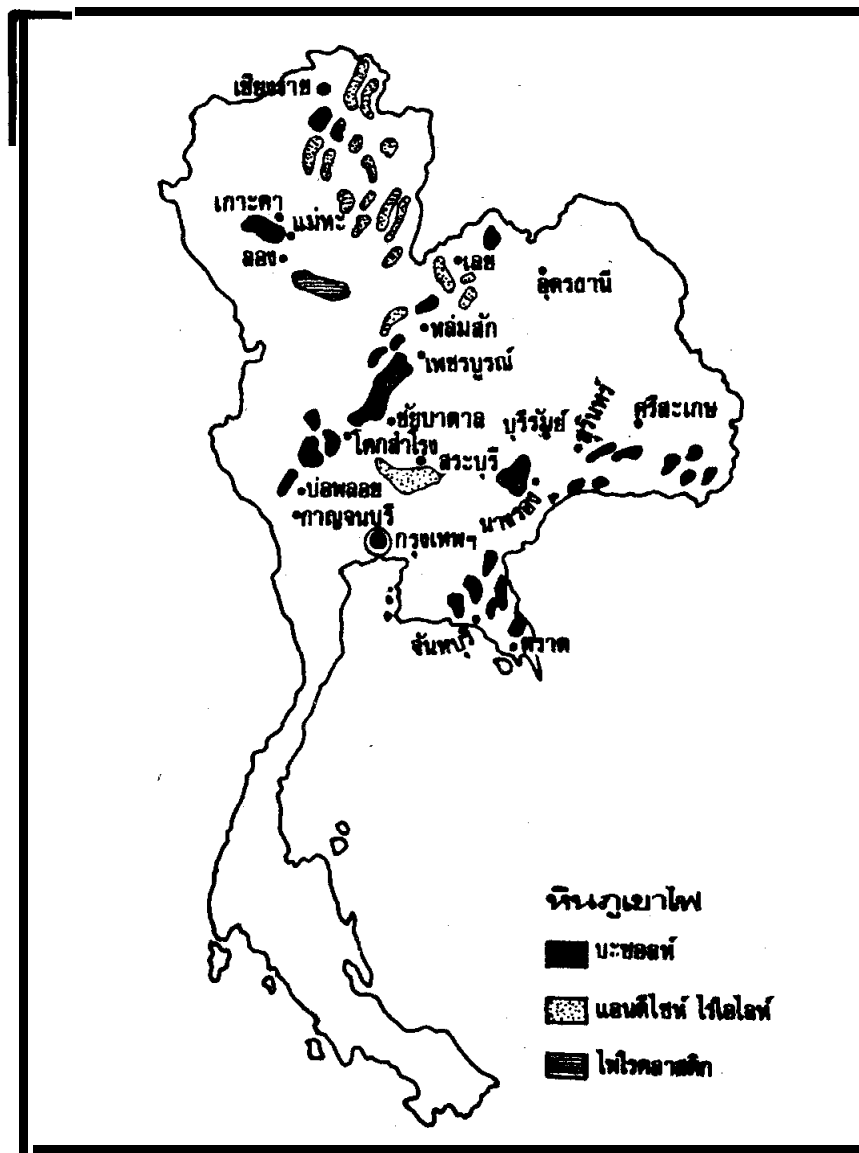 เชียงราย
เกาะคา
แม่ทะ
ลอง
เลย
อุดรธานี
หล่มสัก
เพชรบูรณ์
ชัยบาดาล
โคกสำโรง
สระบุรี
บุรีรัมย์
สุรินทร์
ศรีสะเกษ
นางรอง
บ่อพลอย
กาญจนบุรี
กรุงเทพฯ
จันทบุรี
ตราด
หินภูเขาไฟ
บะซอลท์
แอนดีไซท์ ไรโอไลท์
ไพโรคลาสติก